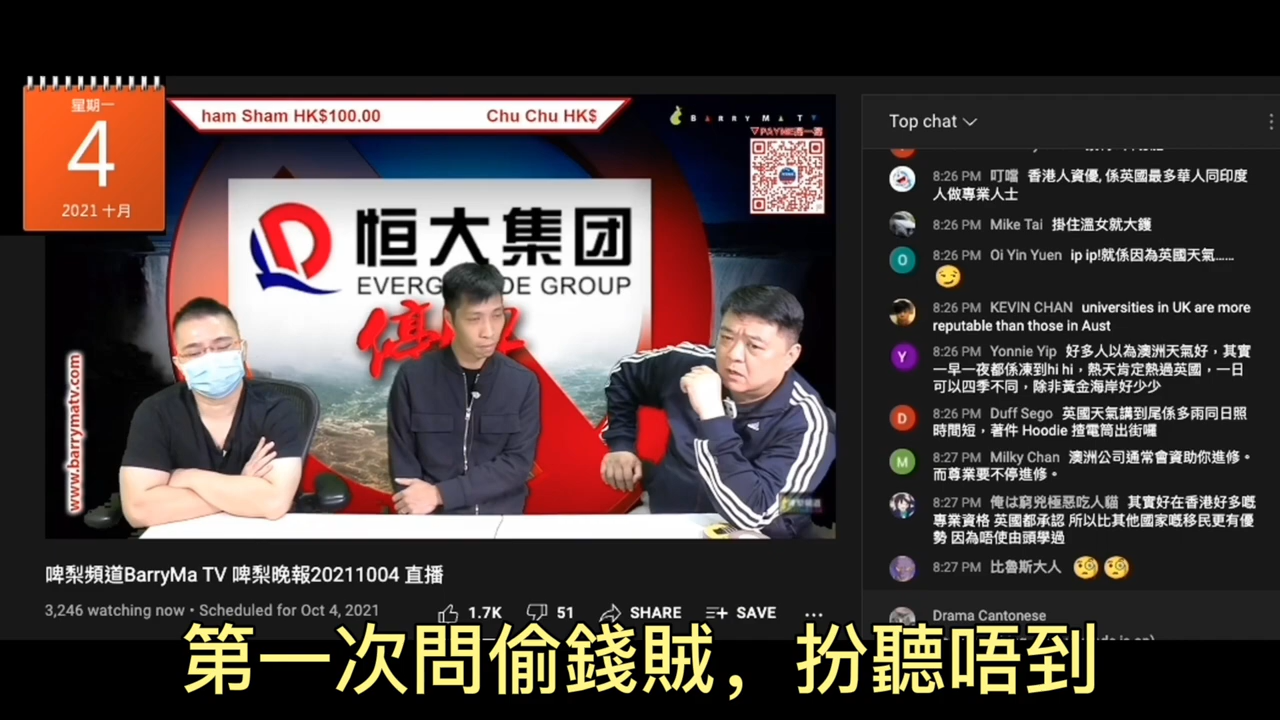 星期一
4
2021 十月
ham Sham HK$100.00
Chu Chu HK$
BARRY MA TV
恒大集团
EVERG DE GROUP
停
www.barrymatv.com
啤梨頻道BarryMa TV 啤梨晚報20211004 直播
3,246 watching now • Scheduled for Oct 4, 2021
1.7K
51
SHARE
SAVE
Top chat
8:26 PM 叮噹 香港人資優, 係英國最多華人同印度
人做專業人士
8:26 PM Mike Tai 掛住溫女就大鑊
8:26 PM Oi Yin Yuen ip ip!就係因為英國天氣......
8:26 PM KEVIN CHAN universities in UK are more
reputable than those in Aust
8:26 PM Yonnie Yip 好多人以為澳洲天氣好，其實
一早一夜都係凍到hi hi，熱天肯定熱過英國，一日
可以四季不同，除非黃金海岸好少少
8:26 PM Duff Sego 英國天氣講到尾係多雨同日照
時間短，著件 Hoodie 揸電筒出街囉
8:27 PM Milky Chan 澳洲公司通常會資助你進修。
而尊業要不停進修。
8:27 PM 俺は窮兇極惡吃人貓 其實好在香港好多嘅
專業資格 英國都承認 所以比其他國家嘅移民更有優
勢 因為唔使由頭學過
8:27 PM 比魯斯大人
Drama Cantonese
第一次問偷錢賊，扮聽唔到